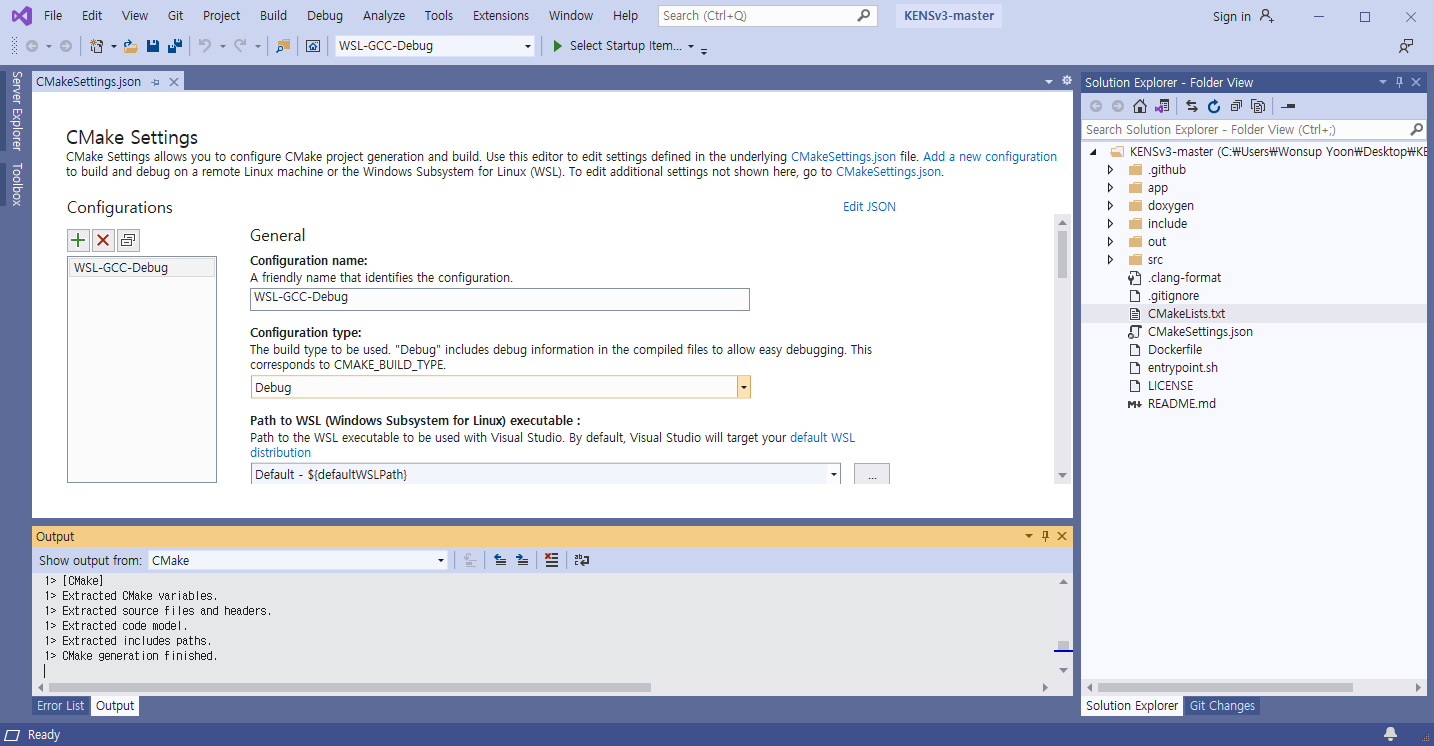 File Edit View Git Project Build Debug Analyze Tools Extensions Window Help Search (Ctrl+Q) KENSv3-master Sign in
WSL-GCC-Debug Select Startup Item...
Server Explorer
Toolbox
CMakeSettings.json
CMake Settings
CMake Settings allows you to configure CMake project generation and build. Use this editor to edit settings defined in the underlying CMakeSettings.json file. Add a new configuration
to build and debug on a remote Linux machine or the Windows Subsystem for Linux (WSL). To edit additional settings not shown here, go to CMakeSettings.json.
Configurations
Edit JSON
WSL-GCC-Debug
General
Configuration name:
A friendly name that identifies the configuration.
WSL-GCC-Debug
Configuration type:
The build type to be used. "Debug" includes debug information in the compiled files to allow easy debugging. This
corresponds to CMAKE_BUILD_TYPE.
Debug
Path to WSL (Windows Subsystem for Linux) executable :
Path to the WSL executable to be used with Visual Studio. By default, Visual Studio will target your default WSL
distribution
Default - ${defaultWSLPath}
...
Output
Show output from: CMake
1> [CMake]
1> Extracted CMake variables.
1> Extracted source files and headers.
1> Extracted code model.
1> Extracted includes paths.
1> CMake generation finished.
Error List Output
Solution Explorer - Folder View
Search Solution Explorer - Folder View (Ctrl+;)
KENSv3-master (C:₩Users₩Wonsup Yoon₩Desktop₩KE
.github
app
doxygen
include
out
src
.clang-format
.gitignore
CMakeLists.txt
CMakeSettings.json
Dockerfile
entrypoint.sh
LICENSE
README.md
Solution Explorer Git Changes
Ready